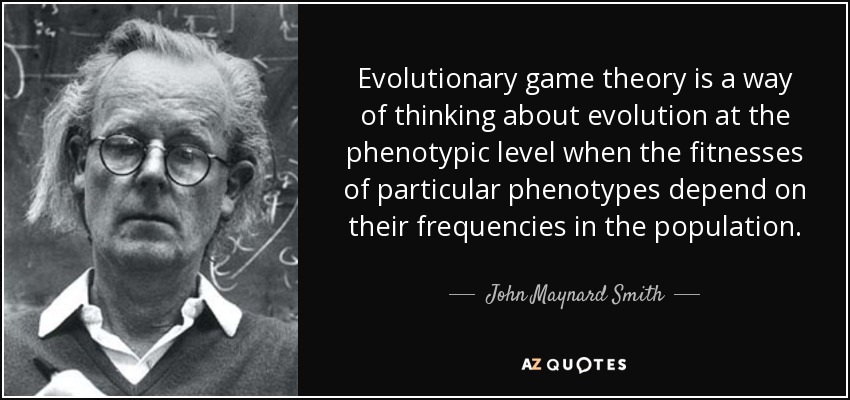 Evolutionary game theory is a way
of thinking about evolution at the
phenotypic level when the fitnesses
of particular phenotypes depend on
their frequencies in the population.
John Maynard Smith
AZ QUOTES